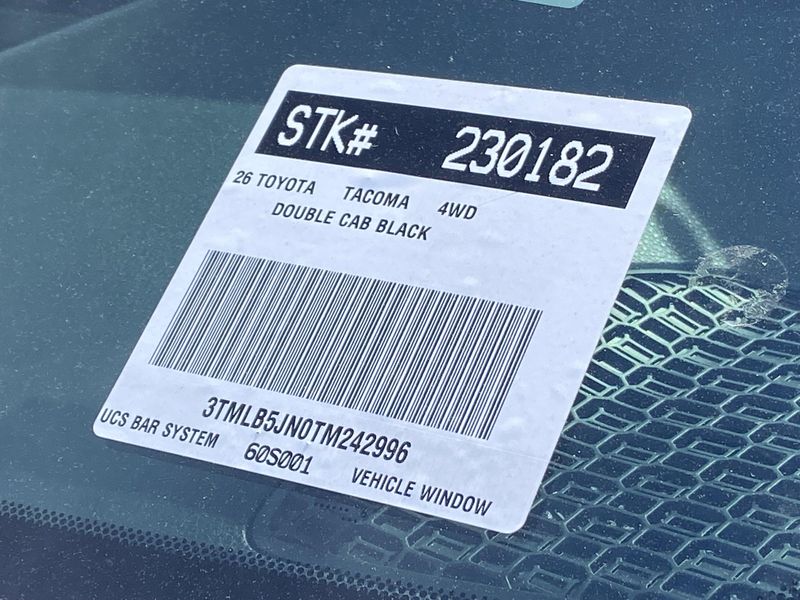 STK# 230182
26 TOYOTA TACOMA 4WD
DOUBLE CAB BLACK
3TMLB5JN0TM242996
UCS BAR SYSTEM 60S001 VEHICLE WINDOW